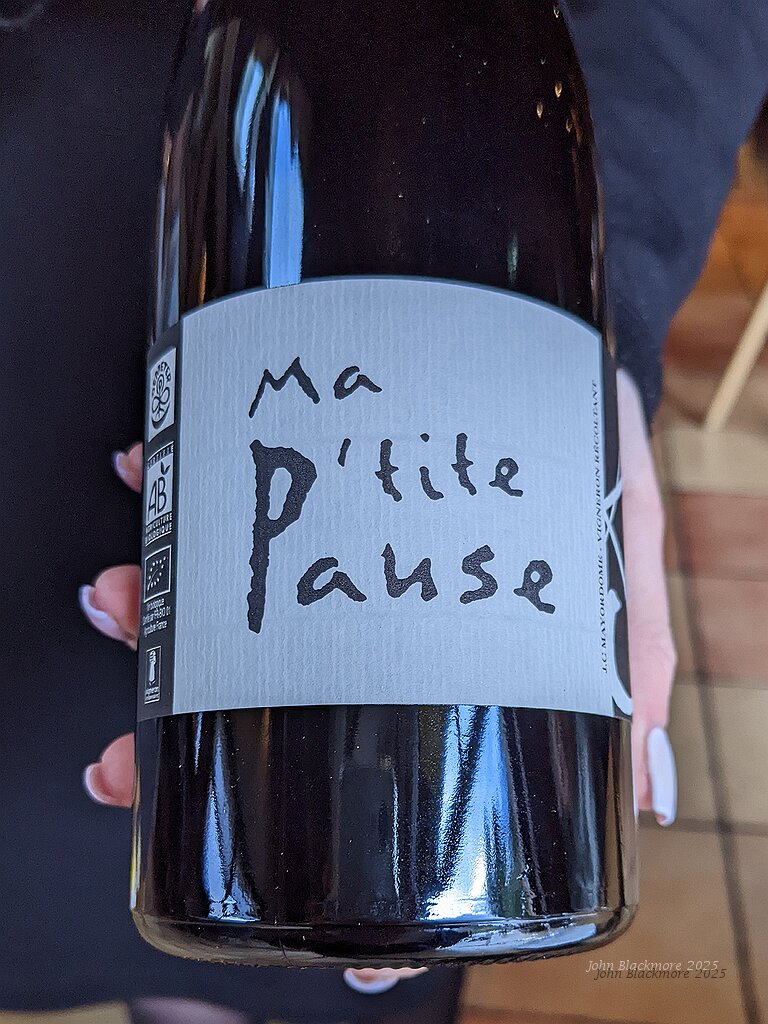 Ma
P'tite
Pause
J.C MAYORDOMO - VIGNERON RÉCOLTANT
AB
AGRICULTURE
BIOLOGIQUE
John Blackmore 2025
John Blackmore 2025